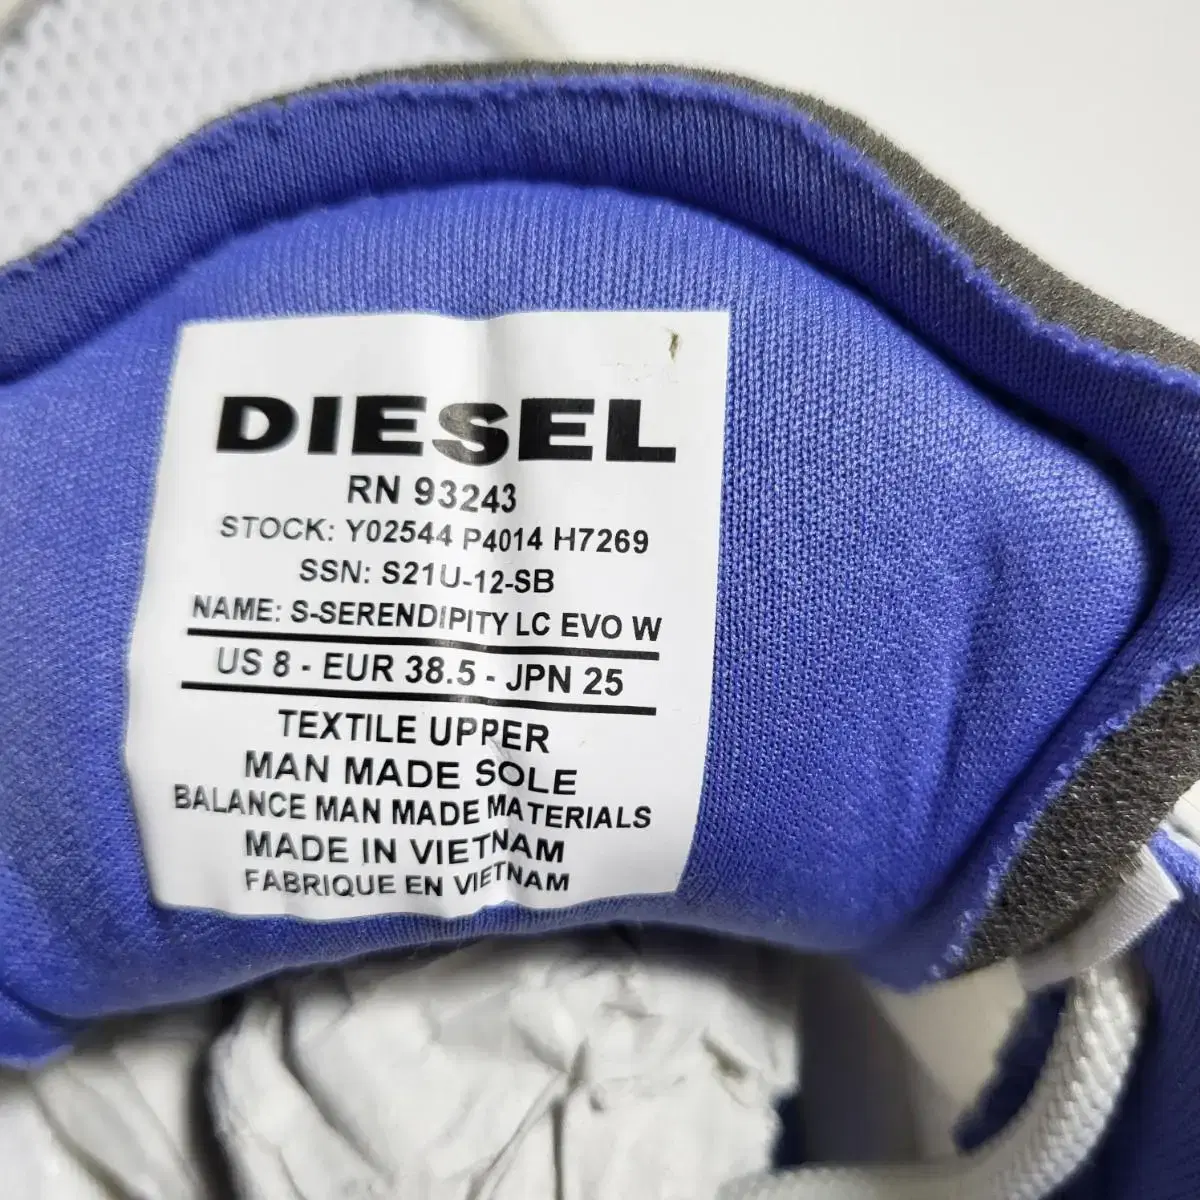 DIESEL
RN 93243
STOCK: Y02544 P4014 H7269
SSN: S21U-12-SB
NAME: S-SERENDIPITY LC EVO W
US 8 - EUR 38.5 - JPN 25
TEXTILE UPPER
MAN MADE SOLE
BALANCE MAN MADE MATERIALS
MADE IN VIETNAM
FABRIQUE EN VIETNAM